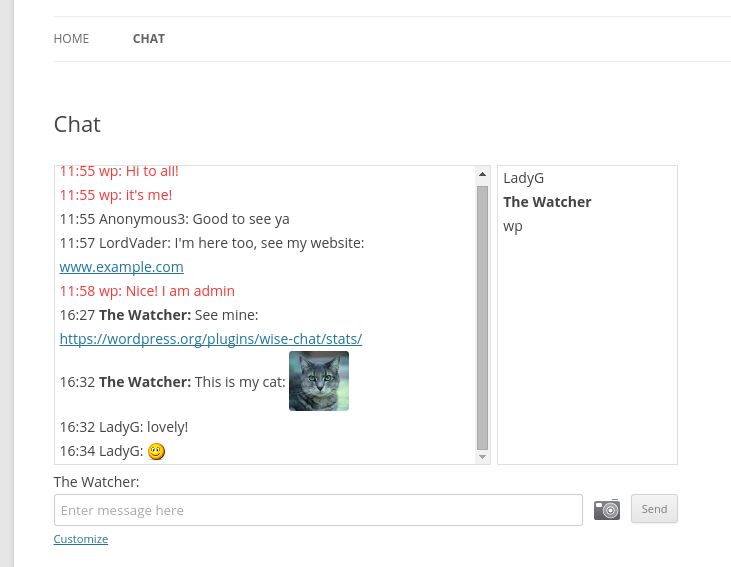 HOME CHAT
Chat
11:55 wp: Hi to all!
11:55 wp: it's me!
11:55 Anonymous3: Good to see ya
11:57 LordVader: I'm here too, see my website:
www.example.com
11:58 wp: Nice! I am admin
16:27 The Watcher: See mine:
https://wordpress.org/plugins/wise-chat/stats/
16:32 The Watcher: This is my cat:
16:32 LadyG: lovely!
16:34 LadyG:
LadyG
The Watcher
wp
The Watcher:
Enter message here
Send
Customize